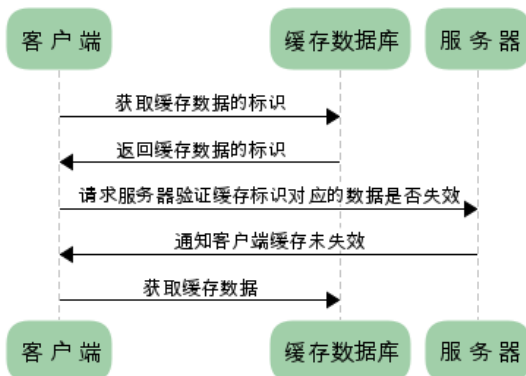 客户端
缓存数据库
服务器
获取缓存数据的标识
返回缓存数据的标识
请求服务器验证缓存标识对应的数据是否失效
通知客户端缓存未失效
获取缓存数据
客户端
缓存数据库
服务器